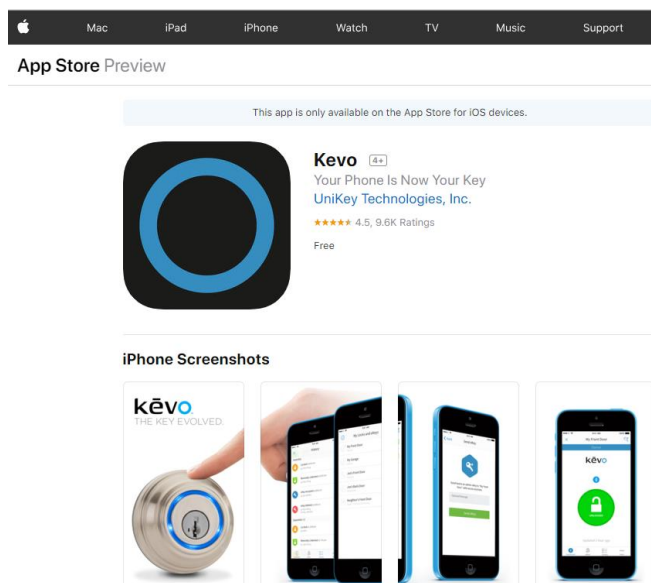 Mac iPad iPhone Watch TV Music Support
App Store Preview
This app is only available on the App Store for iOS devices.
Kevo 4+
Your Phone Is Now Your Key
UniKey Technologies, Inc.
★★★★★ 4.5, 9.6K Ratings
Free
iPhone Screenshots
kēvo
THE KEY EVOLVED.
kēvo